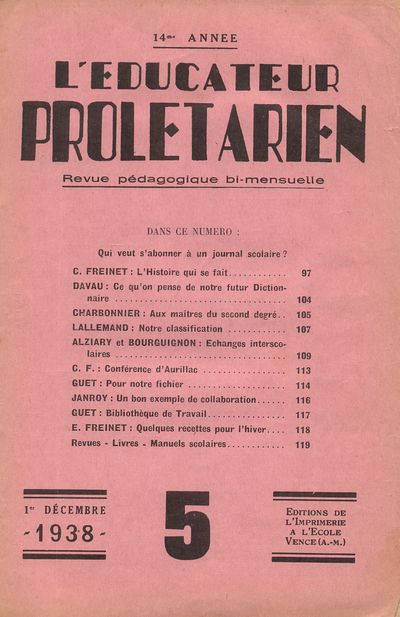 14me ANNEE
L'EDUCATEUR
PROLETARIEN
Revue pédagogique bi-mensuelle
DANS CE NUMERO :
Qui veut s'abonner à un journal scolaire ?
C. FREINET : L'Histoire qui se fait............ 97
DAVAU : Ce qu'on pense de notre futur Diction-
naire .............................. 104
CHARBONNIER : Aux maîtres du second degré.. 105
LALLEMAND : Notre classification ............ 107
ALZIARY et BOURGUIGNON : Echanges intersco-
laires .............................. 109
C. F. : Conférence d'Aurillac .................. 113
GUET : Pour notre fichier .................... 114
JANROY : Un bon exemple de collaboration...... 116
GUET : Bibliothèque de Travail................ 117
E. FREINET : Quelques recettes pour l'hiver.... 118
Revues - Livres - Manuels scolaires............ 119
1er DÉCEMBRE
- 1938 -
5
EDITIONS DE
L'IMPRIMERIE
A L'ECOLE
VENCE (A.-M.)